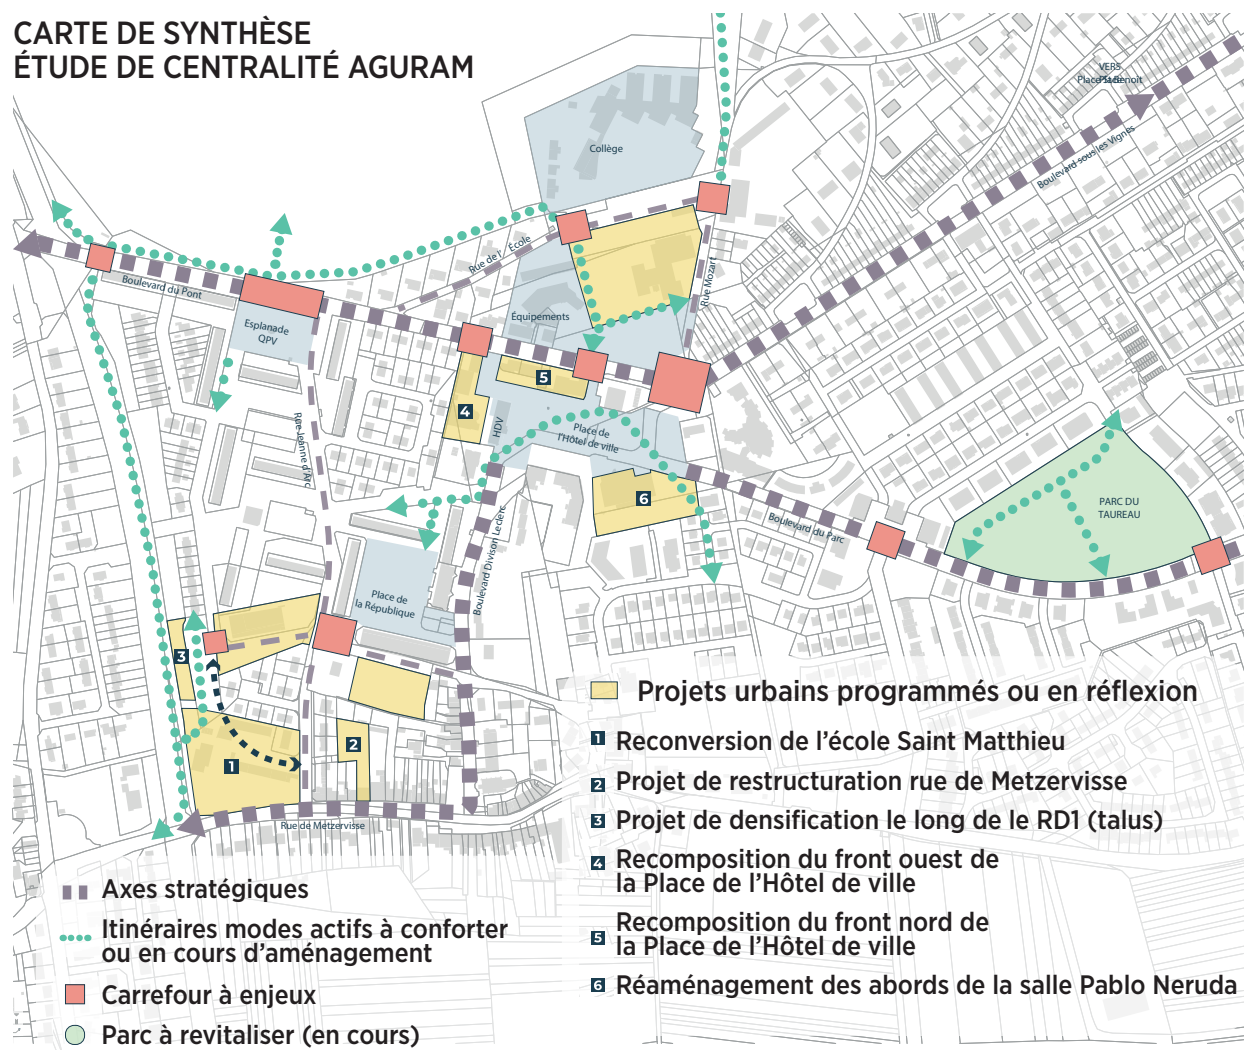 CARTE DE SYNTHÈSE
ÉTUDE DE CENTRALITÉ AGURAM
VERS
Boulevard sous les Vignes
Collège
Rue de l' École
Rue Mozart
Boulevard du Pont
Esplanade
QPV
Équipements
5
4
HDV
Place de
l'Hôtel de ville
6
Rue Jeanne d'Arc
Boulevard Divison Leclerc
Boulevard du Parc
PARC DU
TAUREAU
Place de
la République
3
1
2
Rue de Metzervisse
Axes stratégiques
Itinéraires modes actifs à conforter
ou en cours d'aménagement
Carrefour à enjeux
Parc à revitaliser (en cours)
Projets urbains programmés ou en réflexion
1 Reconversion de l'école Saint Matthieu
2 Projet de restructuration rue de Metzervisse
3 Projet de densification le long de le RD1 (talus)
4 Recomposition du front ouest de
la Place de l'Hôtel de ville
5 Recomposition du front nord de
la Place de l'Hôtel de ville
6 Réaménagement des abords de la salle Pablo Neruda